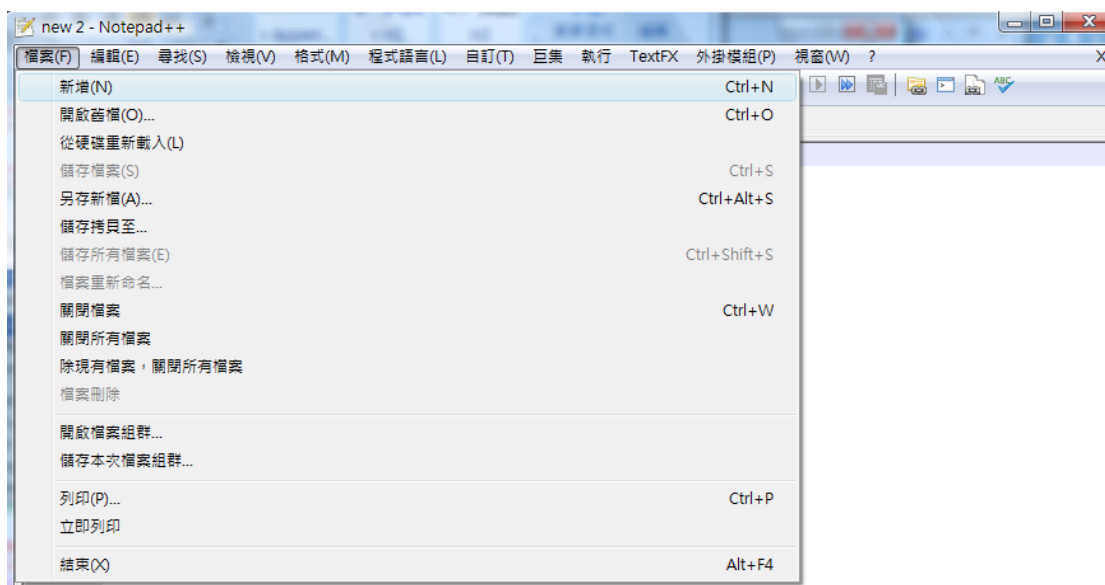 new 2 - Notepad++
檔案(F) 編輯(E) 尋找(S) 檢視(V) 格式(M) 程式語言(L) 自訂(T) 巨集 執行 TextFX 外掛模組(P) 視窗(W) ? X
新增(N) Ctrl+N
開啟舊檔(O)... Ctrl+O
從硬碟重新載入(L)
儲存檔案(S) Ctrl+S
另存新檔(A)... Ctrl+Alt+S
儲存拷貝至...
儲存所有檔案(E) Ctrl+Shift+S
檔案重新命名...
關閉檔案 Ctrl+W
關閉所有檔案
除現有檔案，關閉所有檔案
檔案刪除
開啟檔案組群...
儲存本次檔案組群...
列印(P)... Ctrl+P
立即列印
結束(X) Alt+F4